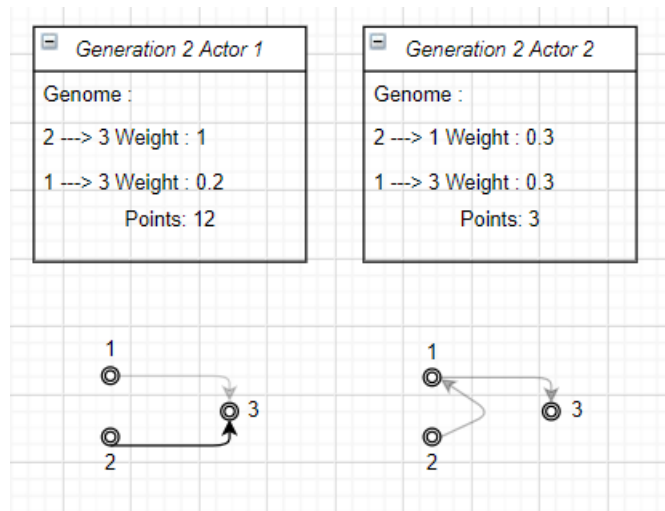 Generation 2 Actor 1
Genome :
2 ---> 3 Weight : 1
1 ---> 3 Weight : 0.2
Points: 12
Generation 2 Actor 2
Genome :
2 ---> 1 Weight : 0.3
1 ---> 3 Weight : 0.3
Points: 3
1
3
2
1
3
2